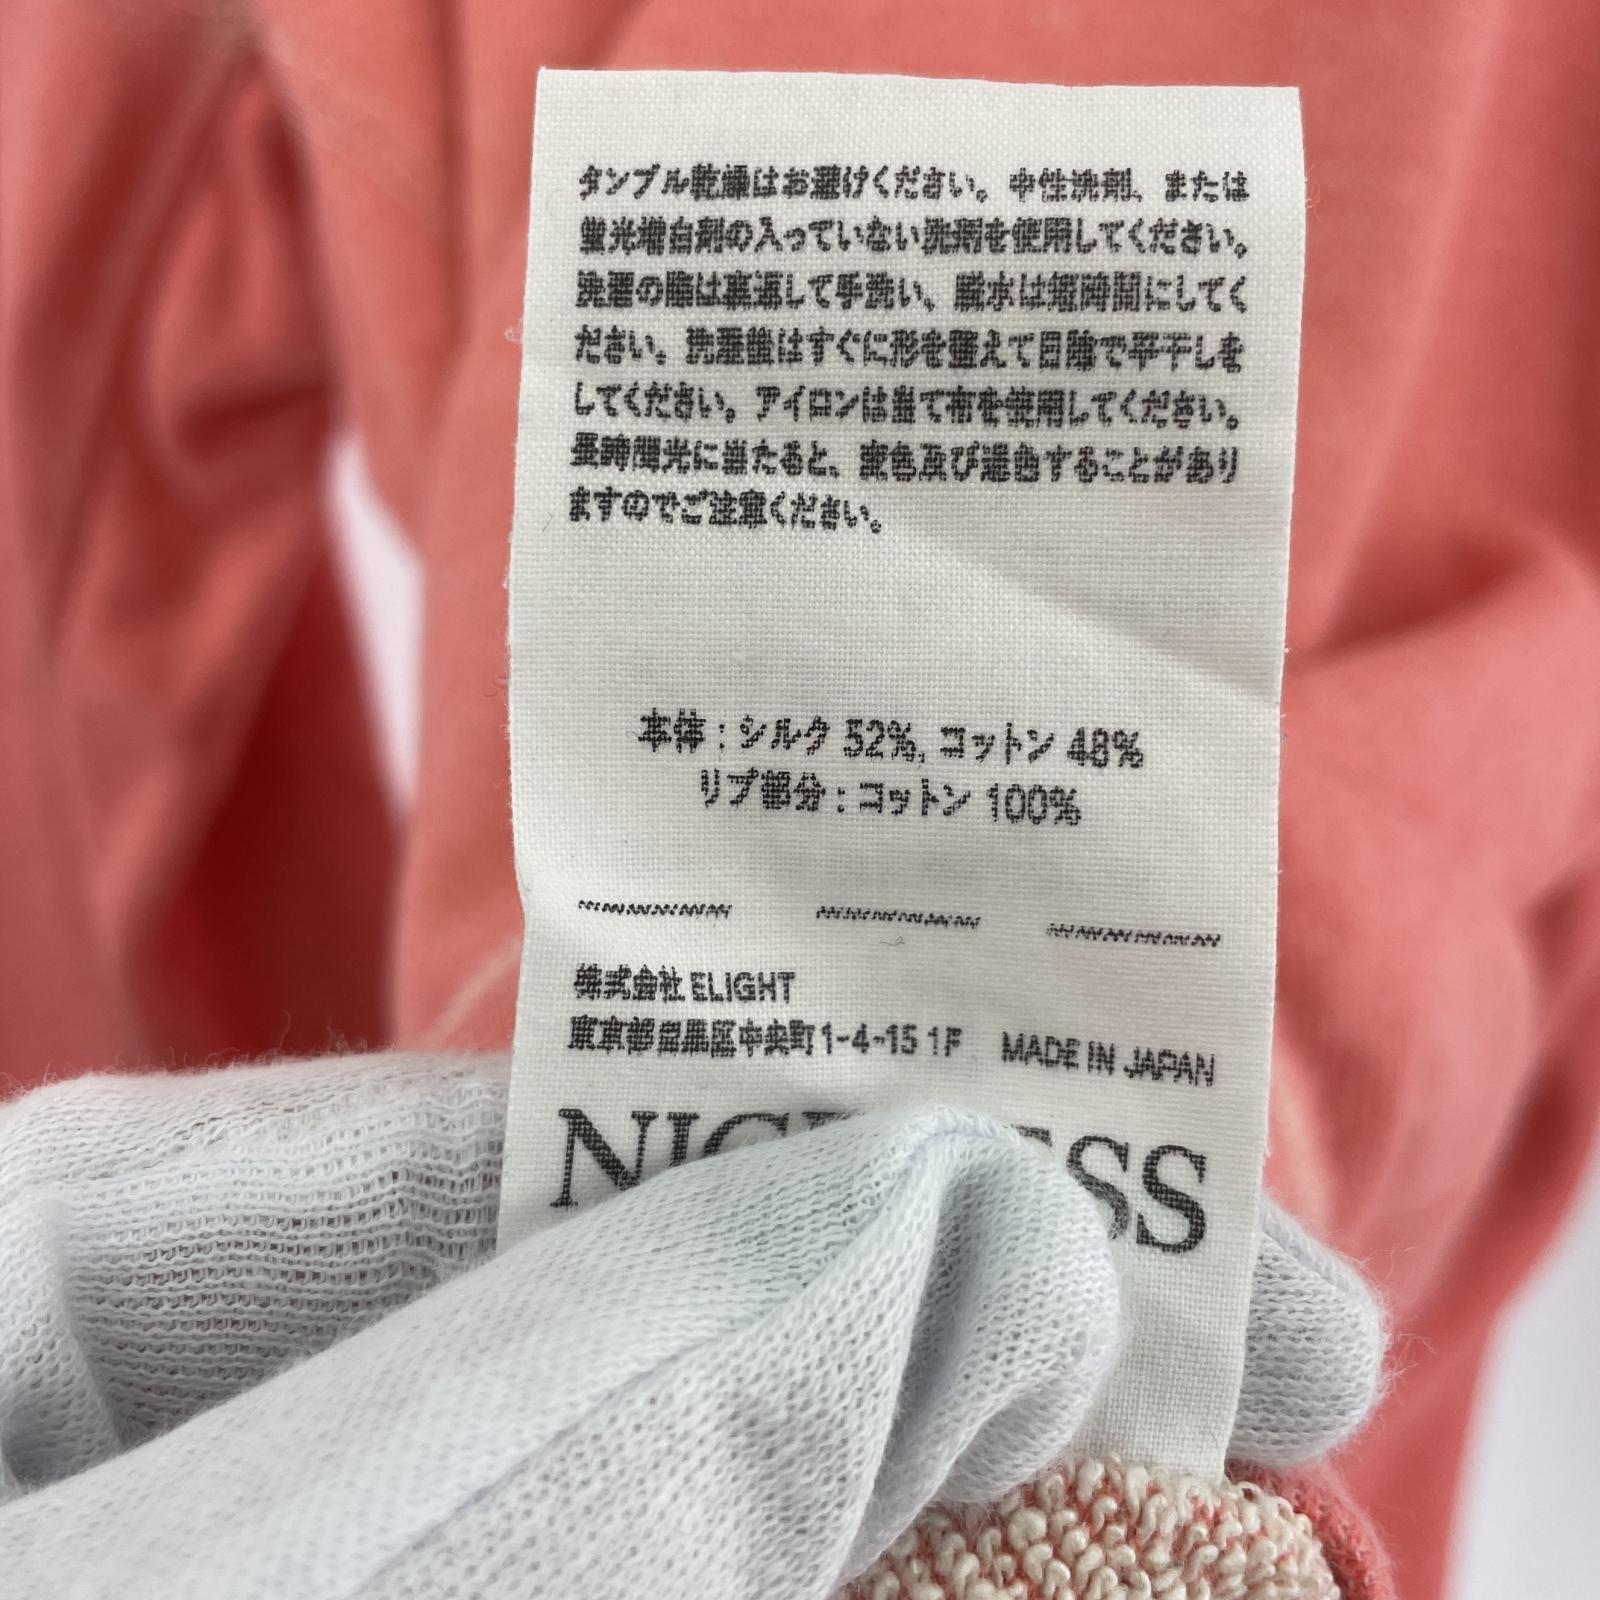 タンブル乾燥はお避けください。中性洗剤、または
蛍光増白剤の入っていない洗剤を使用してください。
洗濯の際は裏返して手洗い、脱水は短時間にしてく
ださい。洗濯後はすぐに形を整えて日陰で平干しを
してください。アイロンは当て布を使用してください。
長時間光に当たると、変色及び退色することがあり
ますのでご注意ください。
本体：シルク 52%, コットン 48%
リブ部分：コットン 100%
株式会社 ELIGHT
東京都目黒区中央町1-4-15 1F MADE IN JAPAN